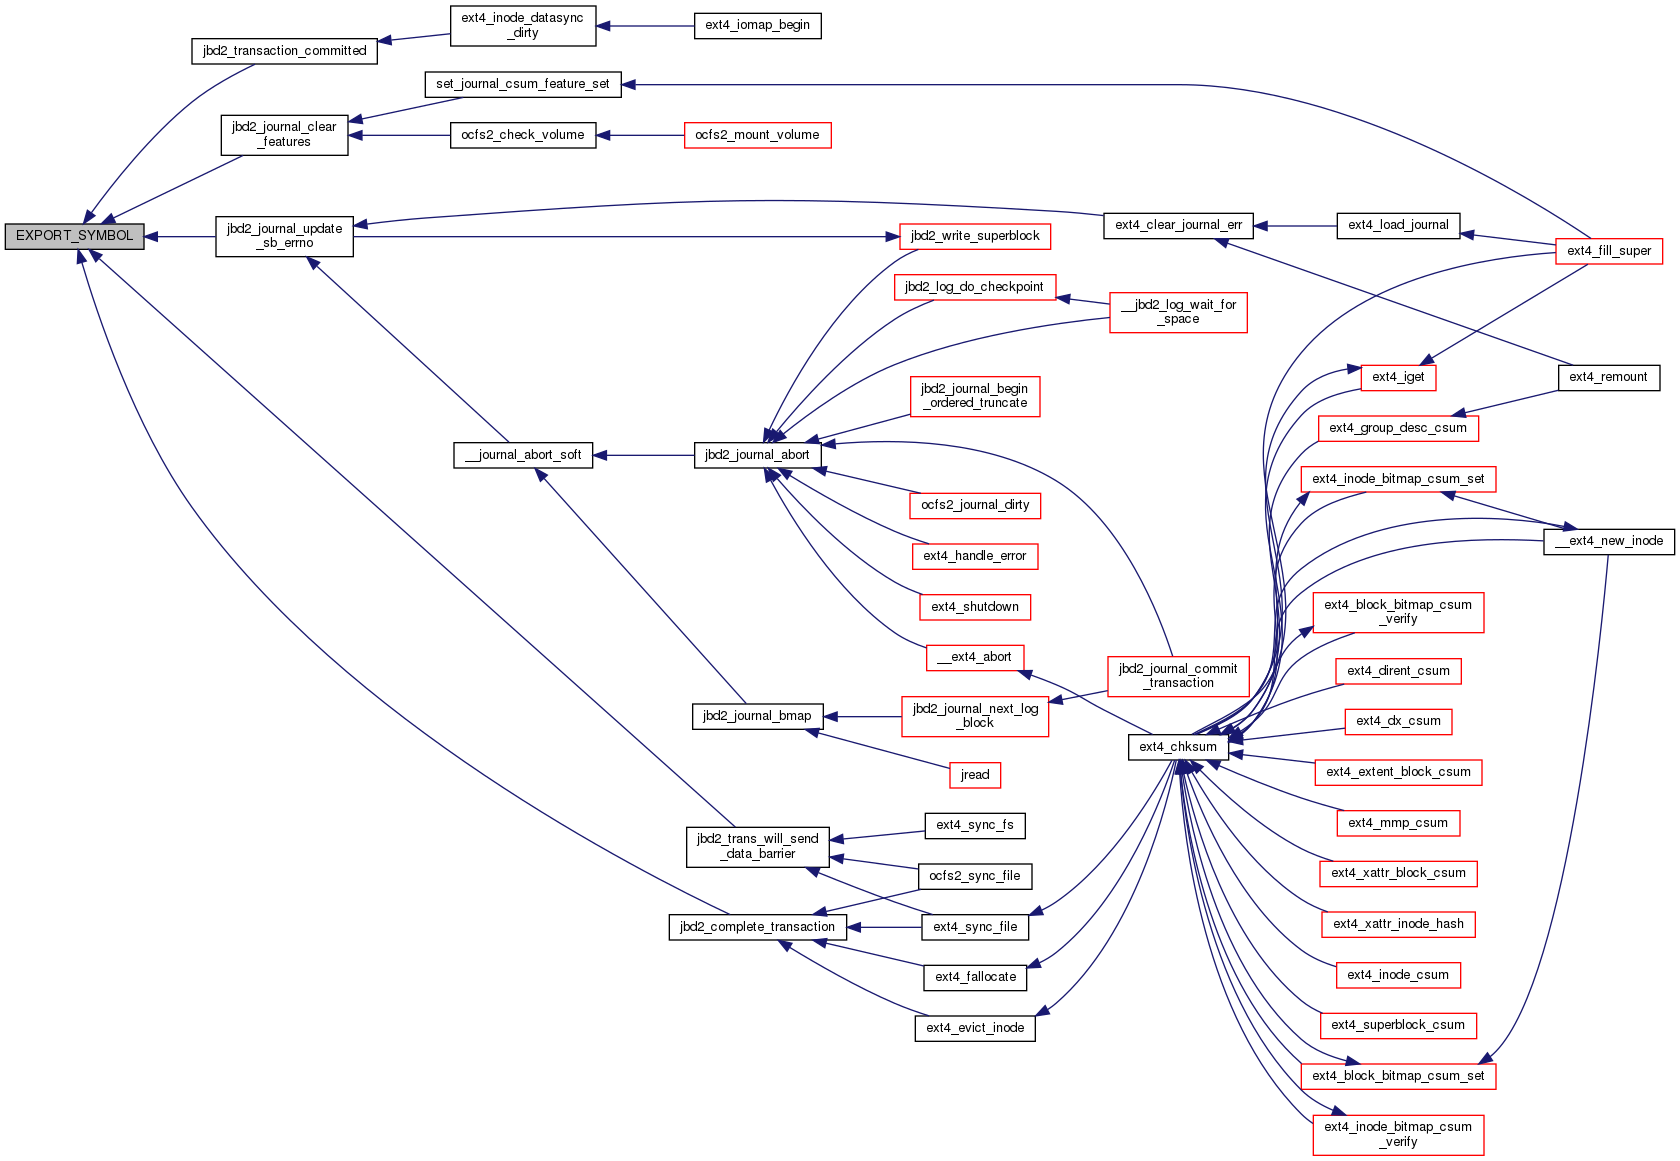 EXPORT_SYMBOL
jbd2_transaction_committed
ext4_inode_datasync
_dirty
ext4_iomap_begin
jbd2_journal_clear
_features
set_journal_csum_feature_set
ocfs2_check_volume
ocfs2_mount_volume
jbd2_journal_update
_sb_errno
ext4_clear_journal_err
ext4_load_journal
ext4_fill_super
jbd2_write_superblock
jbd2_log_do_checkpoint
__jbd2_log_wait_for
_space
ext4_iget
ext4_remount
jbd2_journal_begin
_ordered_truncate
ext4_group_desc_csum
__journal_abort_soft
jbd2_journal_abort
ext4_inode_bitmap_csum_set
ocfs2_journal_dirty
__ext4_new_inode
ext4_handle_error
ext4_shutdown
ext4_block_bitmap_csum
_verify
__ext4_abort
jbd2_journal_commit
_transaction
ext4_dirent_csum
jbd2_journal_bmap
jbd2_journal_next_log
_block
ext4_dx_csum
ext4_chksum
jread
ext4_extent_block_csum
ext4_mmp_csum
jbd2_trans_will_send
_data_barrier
ext4_sync_fs
ocfs2_sync_file
ext4_xattr_block_csum
jbd2_complete_transaction
ext4_sync_file
ext4_xattr_inode_hash
ext4_fallocate
ext4_inode_csum
ext4_evict_inode
ext4_superblock_csum
ext4_block_bitmap_csum_set
ext4_inode_bitmap_csum
_verify